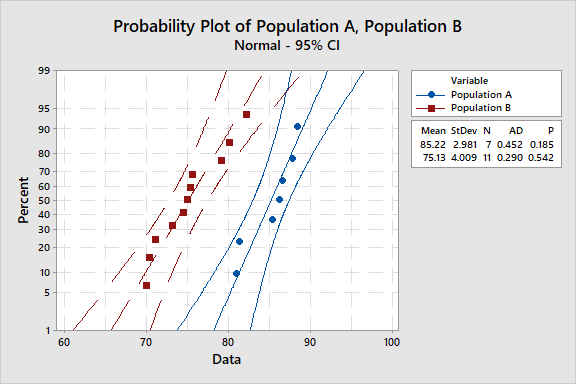 Probability Plot of Population A, Population B
Normal - 95% CI
99
95
90
80
70
60
50
40
30
20
10
5
1
Percent
60 70 80 90 100
Data
Variable
Population A
Population B
Mean StDev N AD P
85.22 2.981 7 0.452 0.185
75.13 4.009 11 0.290 0.542